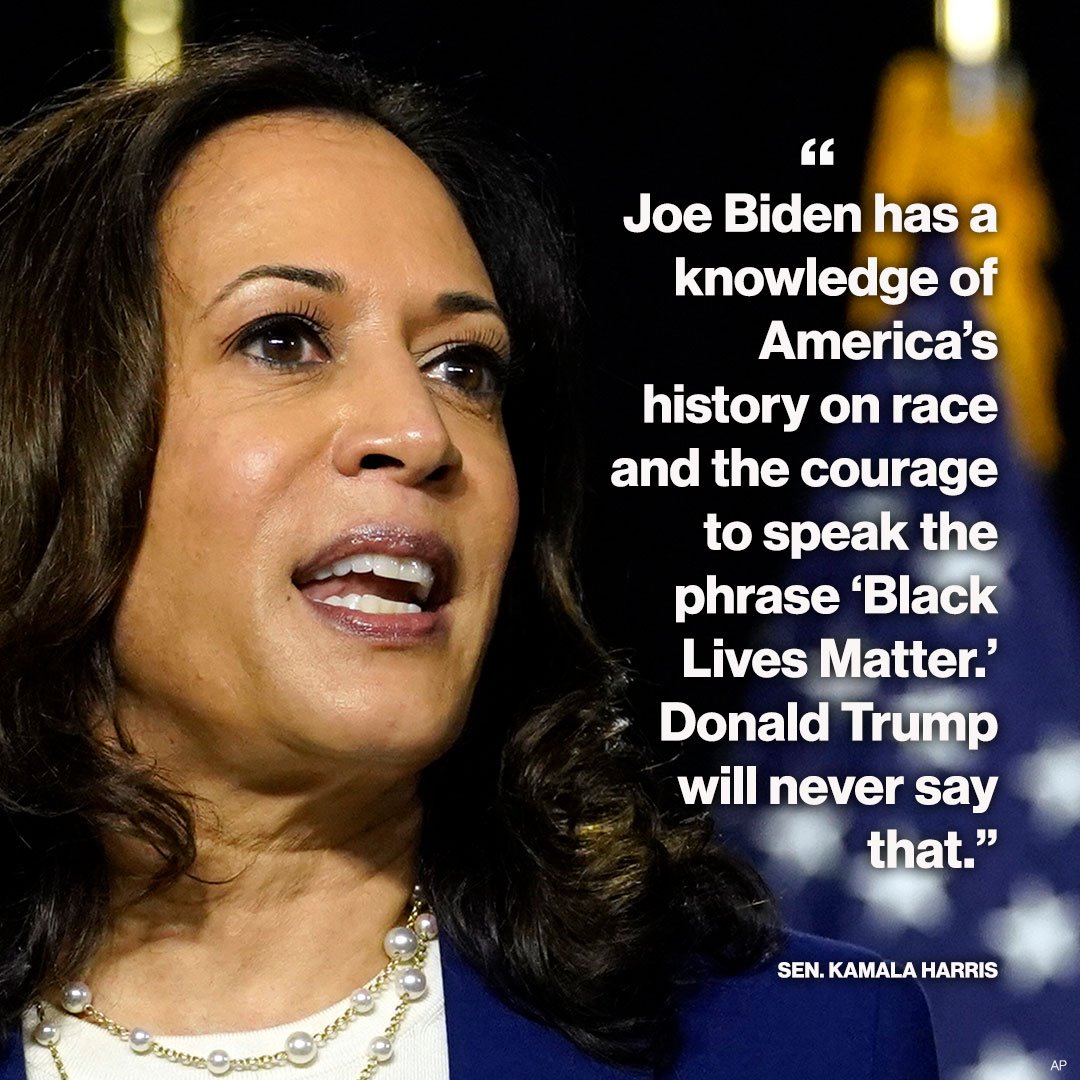 “
Joe Biden has a
knowledge of
America’s
history on race
and the courage
to speak the
phrase ‘Black
Lives Matter.’
Donald Trump
will never say
that.”
SEN. KAMALA HARRIS
AP